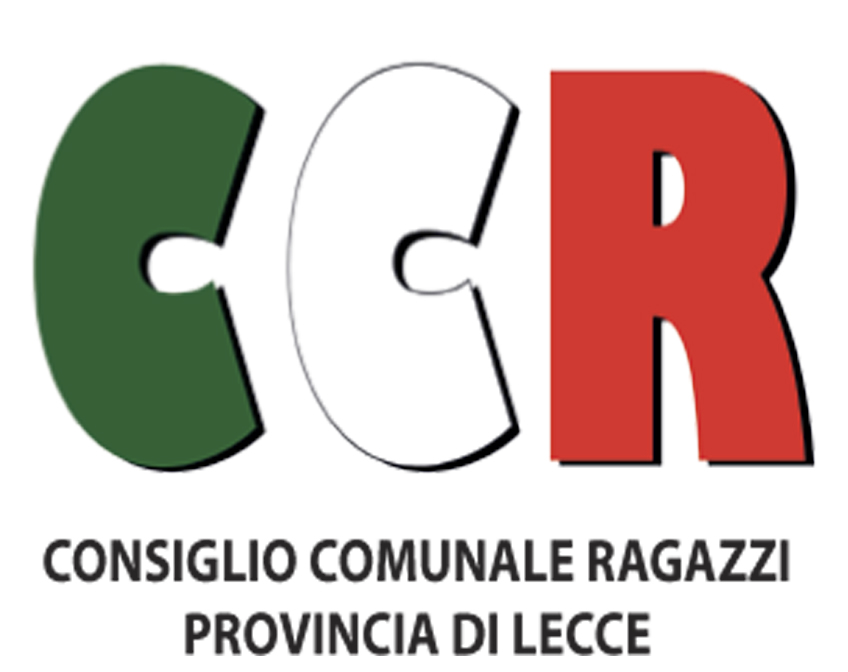 CCR
CONSIGLIO COMUNALE RAGAZZI
PROVINCIA DI LECCE